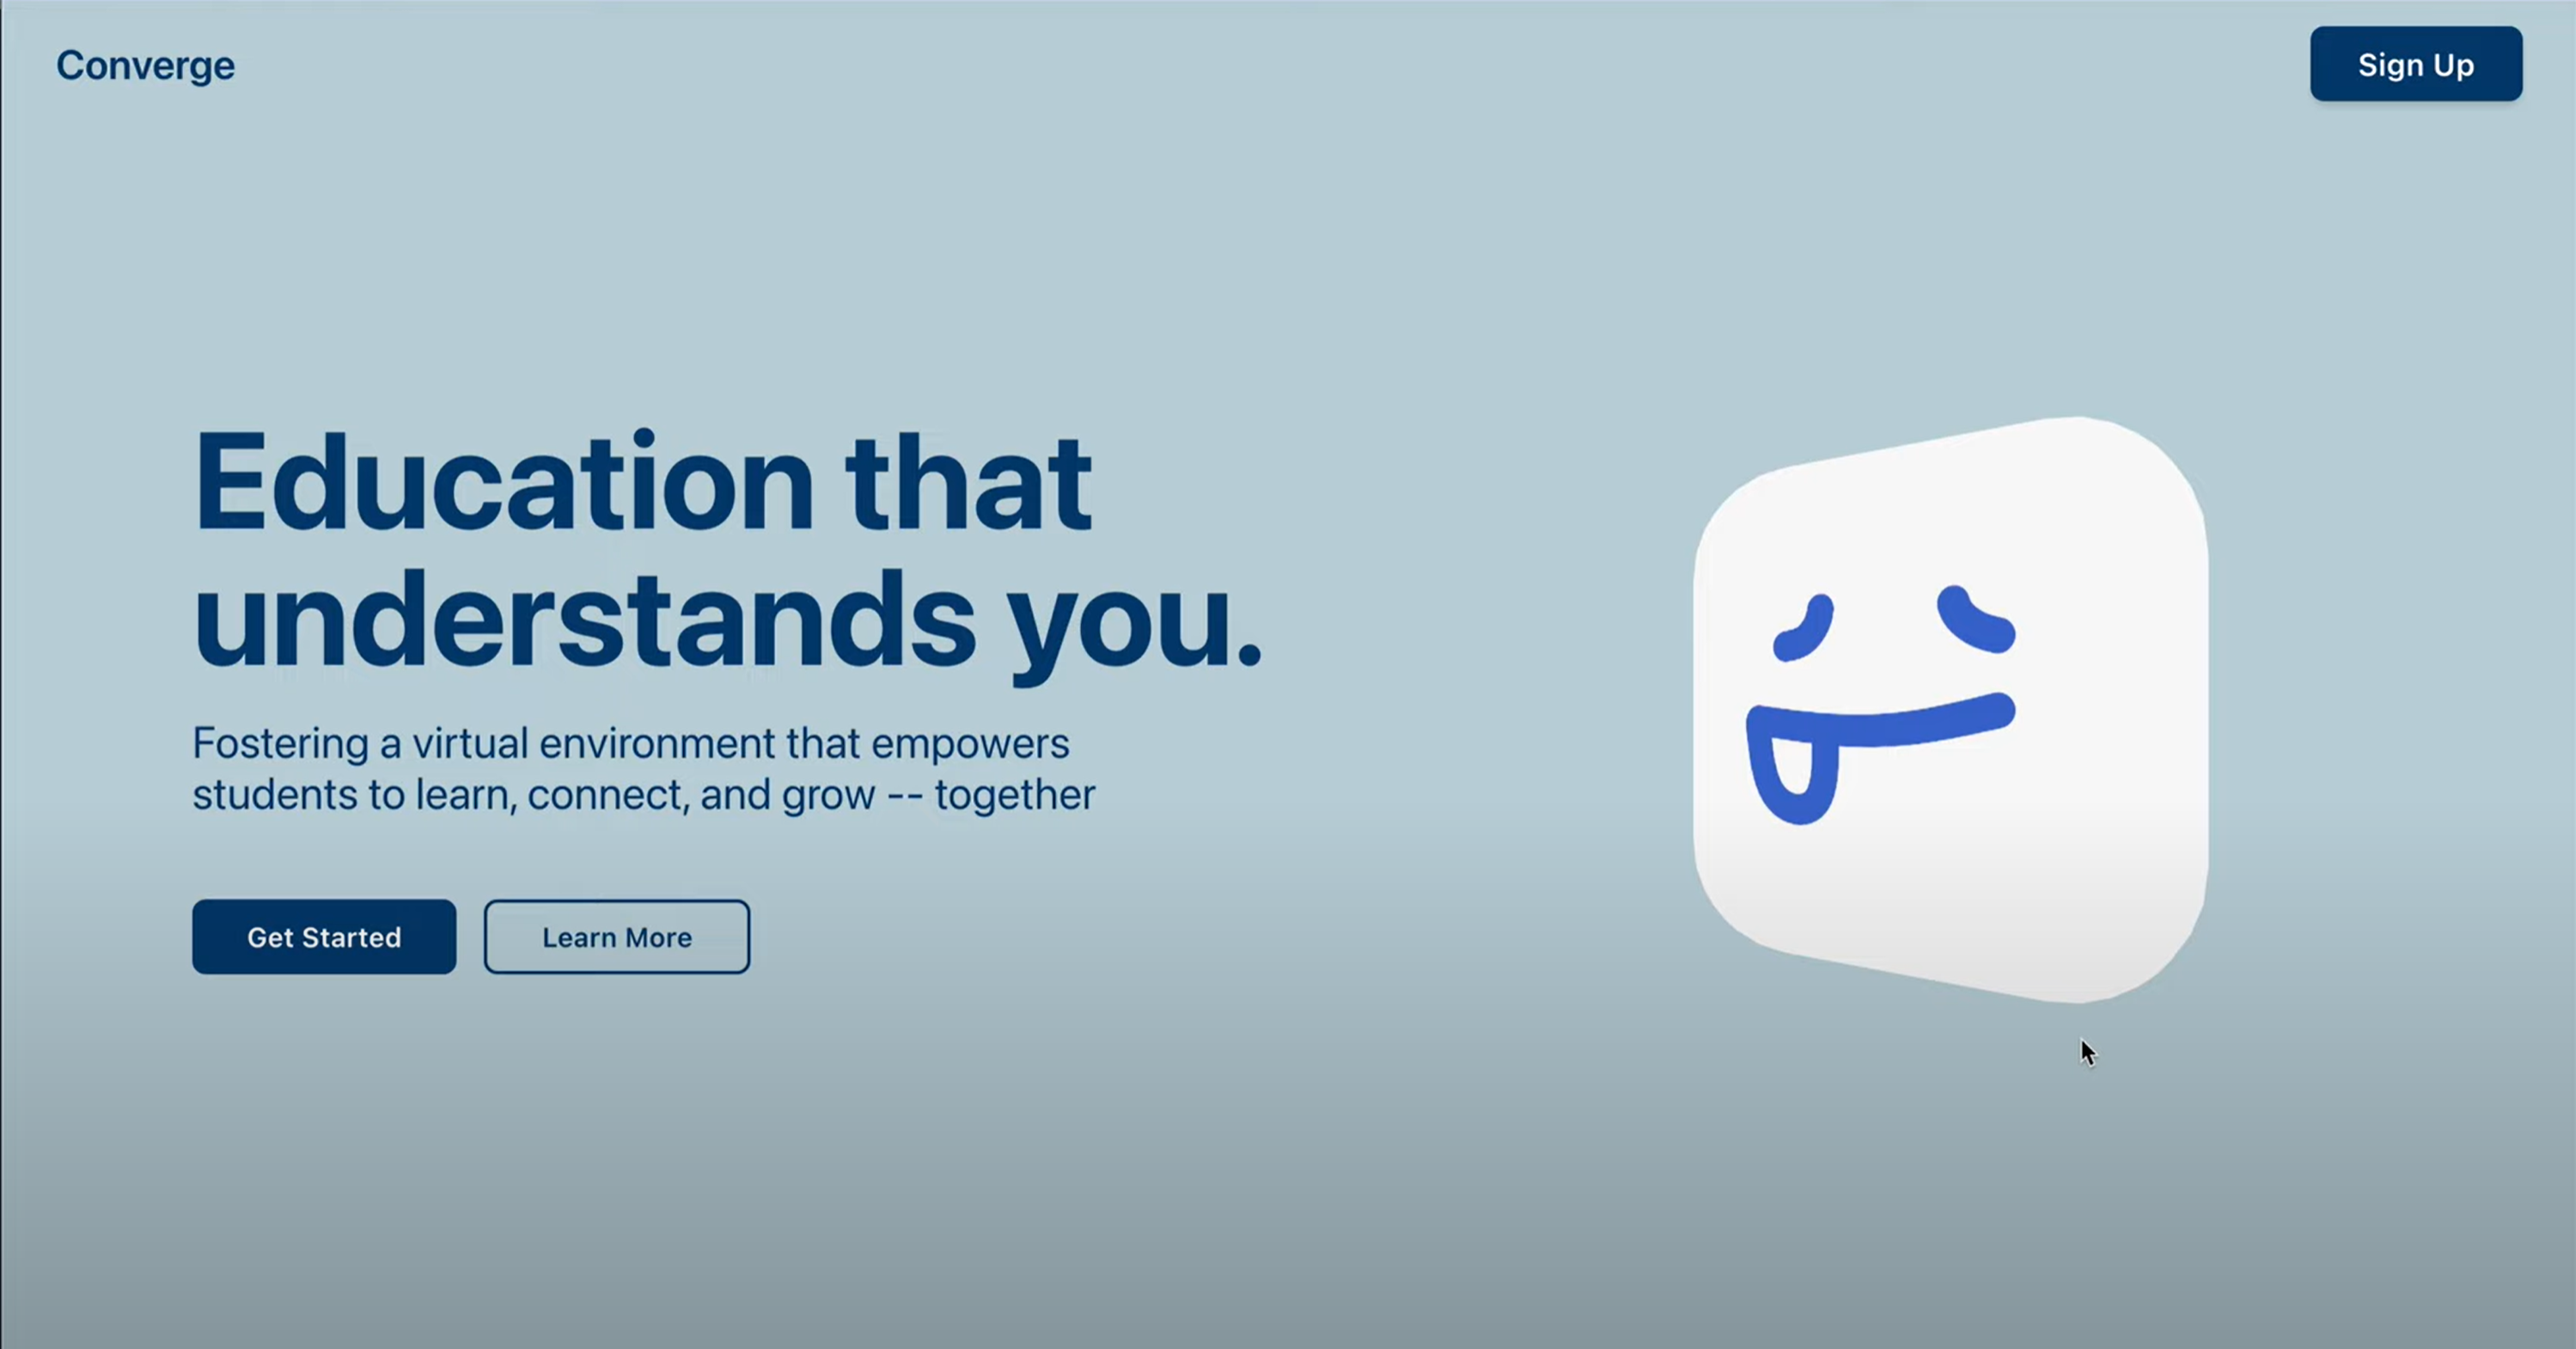 Converge
Sign Up
Education that
understands you.
Fostering a virtual environment that empowers
students to learn, connect, and grow -- together
Get Started
Learn More